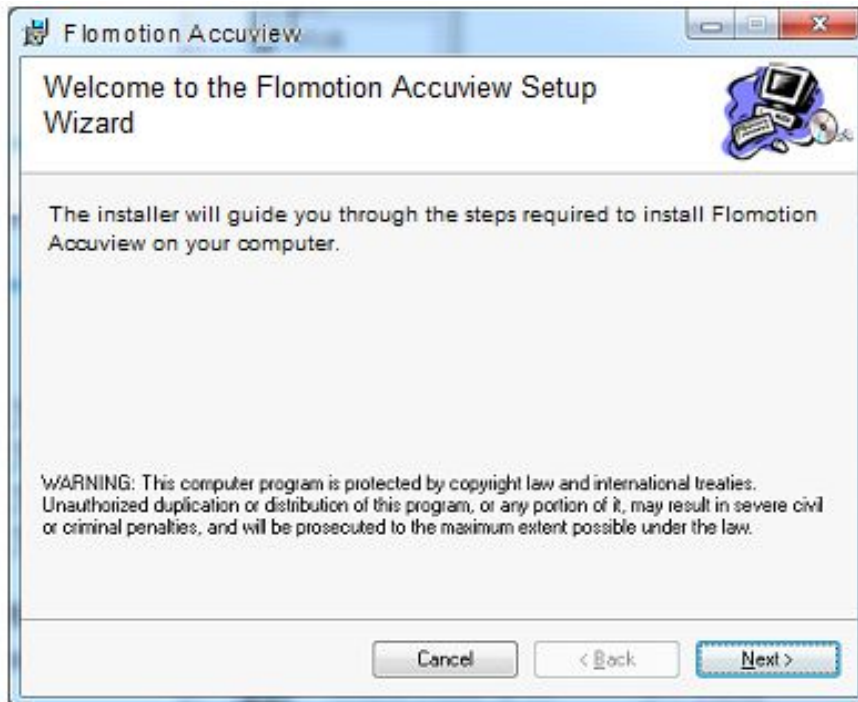 Flomotion Accuview
Welcome to the Flomotion Accuview Setup
Wizard
The installer will guide you through the steps required to install Flomotion
Accuview on your computer.
WARNING: This computer program is protected by copyright law and international treaties.
Unauthorized duplication or distribution of this program, or any portion of it, may result in severe civil
or criminal penalties, and will be prosecuted to the maximum extent possible under the law.
Cancel
< Back
Next >